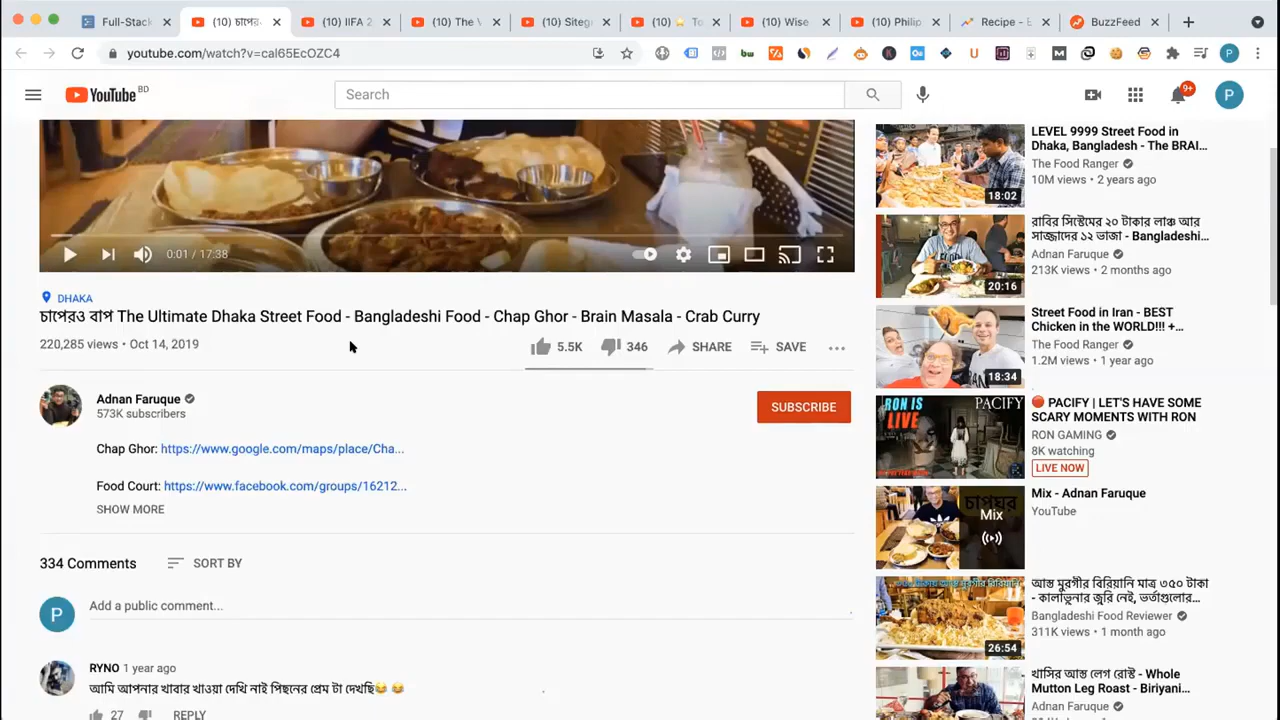 Full-Stack
(10) চাপেরও
(10) IIFA 2
(10) The V
(10) Siteg
(10) ⭐ To
(10) Wise
(10) Philip
Recipe - E
BuzzFeed
youtube.com/watch?v=cal65EcOZC4
YouTube BD
Search
9+
P
0:01 / 17:38
DHAKA
চাপেরও বাপ The Ultimate Dhaka Street Food - Bangladeshi Food - Chap Ghor - Brain Masala - Crab Curry
220,285 views • Oct 14, 2019
5.5K
346
SHARE
SAVE
Adnan Faruque
573K subscribers
SUBSCRIBE
Chap Ghor: https://www.google.com/maps/place/Cha...
Food Court: https://www.facebook.com/groups/16212...
SHOW MORE
334 Comments
SORT BY
P
Add a public comment...
RYNO 1 year ago
আমি আপনার খাবার খাওয়া দেখি নাই পিছনের প্রেম টা দেখছি😂 😂
27
REPLY
18:02
LEVEL 9999 Street Food in
Dhaka, Bangladesh - The BRAI...
The Food Ranger
10M views • 2 years ago
20:16
রাবির সিস্টেমের ২০ টাকার লাঞ্চ আর
সাজ্জাদের ১২ ভাজা - Bangladeshi...
Adnan Faruque
213K views • 2 months ago
18:34
Street Food in Iran - BEST
Chicken in the WORLD!!! +...
The Food Ranger
1.2M views • 1 year ago
RON IS
LIVE
PACIFY
🔴 PACIFY | LET'S HAVE SOME
SCARY MOMENTS WITH RON
RON GAMING
8K watching
LIVE NOW
চাপঘর
Mix
Mix - Adnan Faruque
YouTube
26:54
আস্ত মুরগীর বিরিয়ানি মাত্র ৩৫০ টাকা
- কালাভুনার জুরি নেই, ভর্তাগুলোর...
Bangladeshi Food Reviewer
311K views • 1 month ago
খাসির আস্ত লেগ রোস্ট - Whole
Mutton Leg Roast - Biriyani...
Adnan Faruque